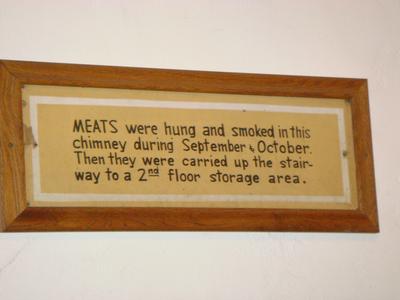 MEATS were hung and smoked in this
chimney during September & October.
Then they were carried up the stair-
way to a 2nd floor storage area.